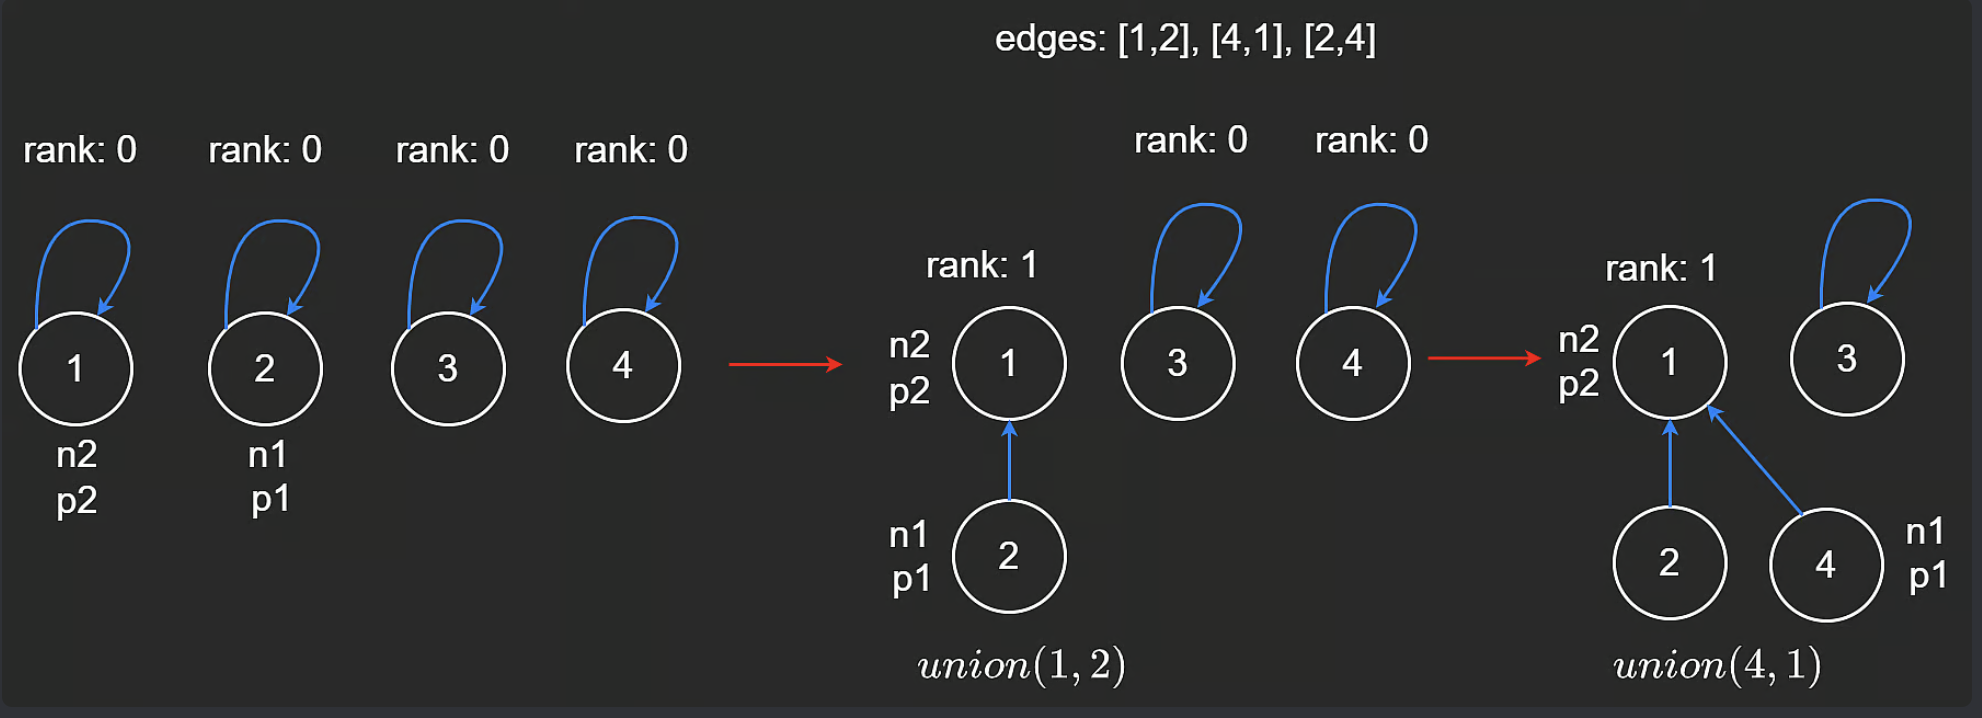 edges: [1,2], [4,1], [2,4]
rank: 0
rank: 0
rank: 0
rank: 0
1
2
3
4
n2
p2
n1
p1
rank: 0
rank: 0
rank: 1
n2
p2
1
3
4
n1
p1
2
union(1, 2)
rank: 1
n2
p2
1
3
2
4
n1
p1
union(4, 1)